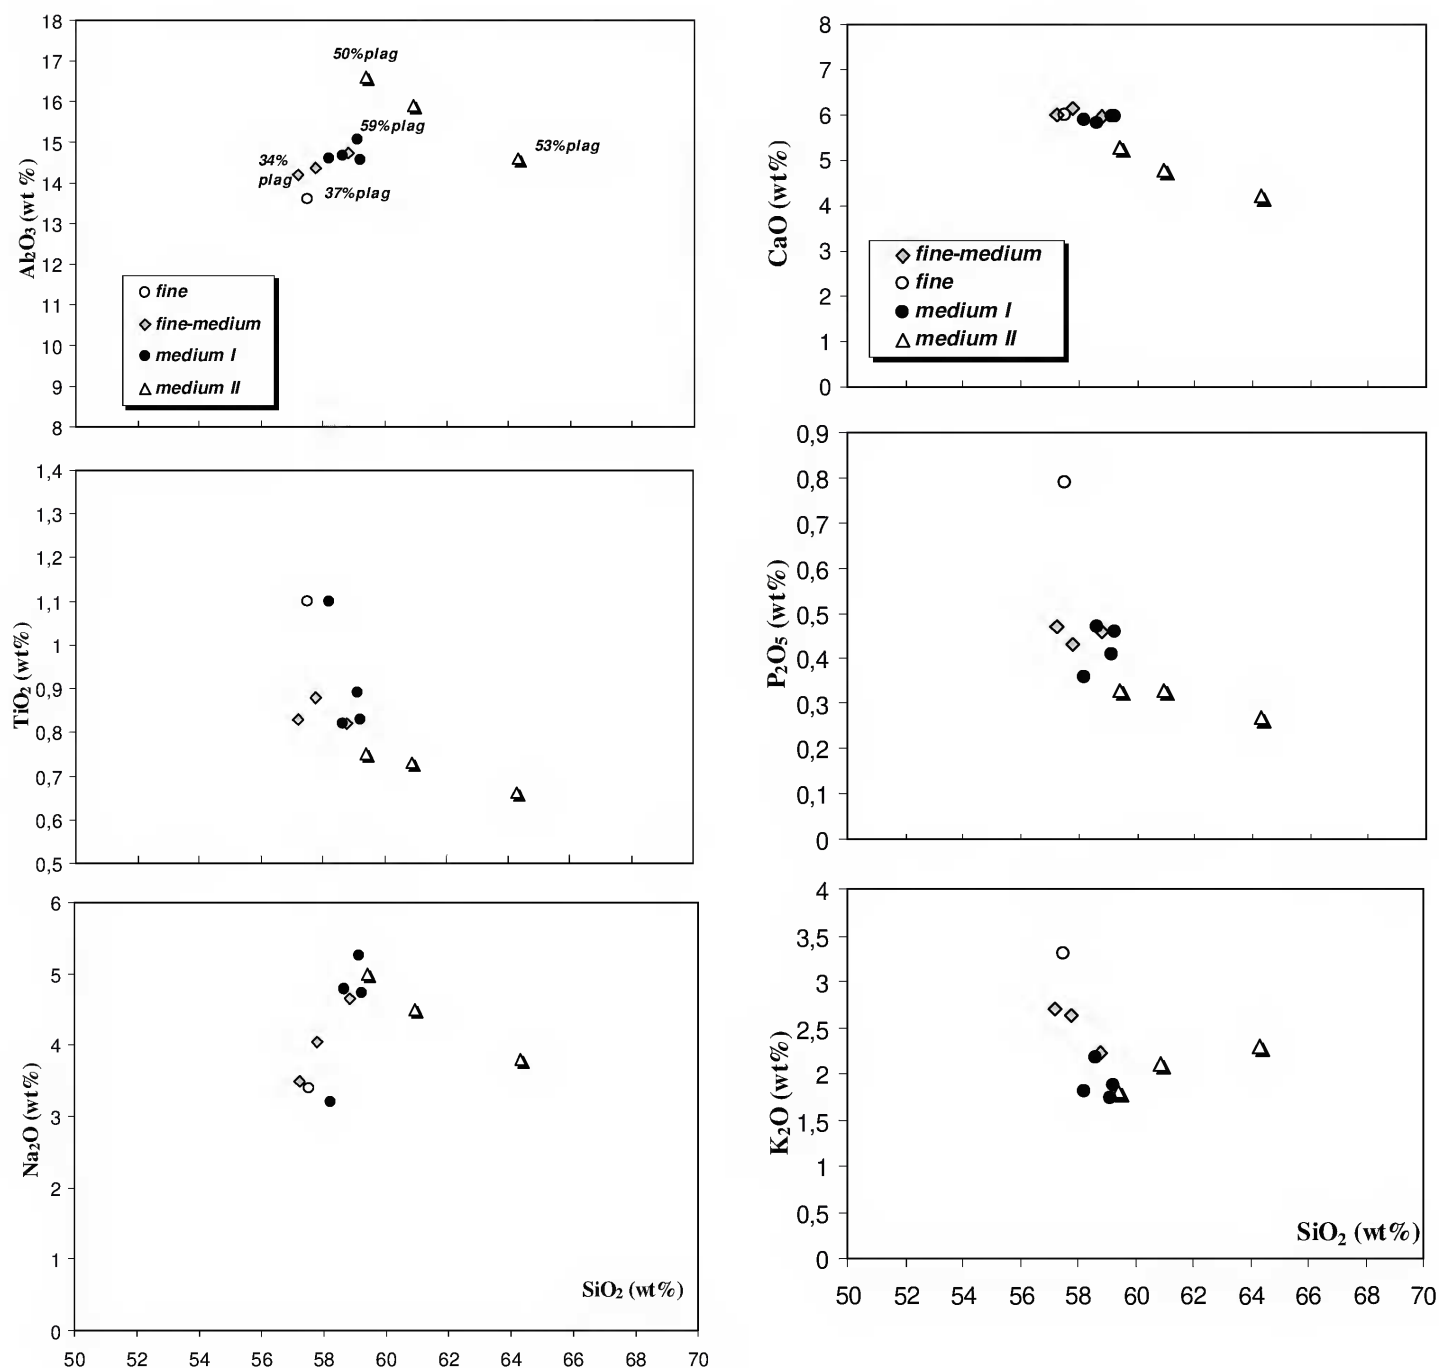 18
17
16
15
14
13
12
11
10
9
8
Al₂O₃ (wt %)
50%plag
59%plag
53%plag
34%
plag
37%plag
fine
fine-medium
medium I
medium II
8
7
6
5
4
3
2
1
0
CaO (wt%)
fine-medium
fine
medium I
medium II
1,4
1,3
1,2
1,1
1
0,9
0,8
0,7
0,6
0,5
TiO₂ (wt%)
0,9
0,8
0,7
0,6
0,5
0,4
0,3
0,2
0,1
0
P₂O₅ (wt%)
6
5
4
3
2
1
0
Na₂O (wt%)
SiO₂ (wt%)
50 52 54 56 58 60 62 64 66 68 70
4
3,5
3
2,5
2
1,5
1
0,5
0
K₂O (wt%)
SiO₂ (wt%)
50 52 54 56 58 60 62 64 66 68 70